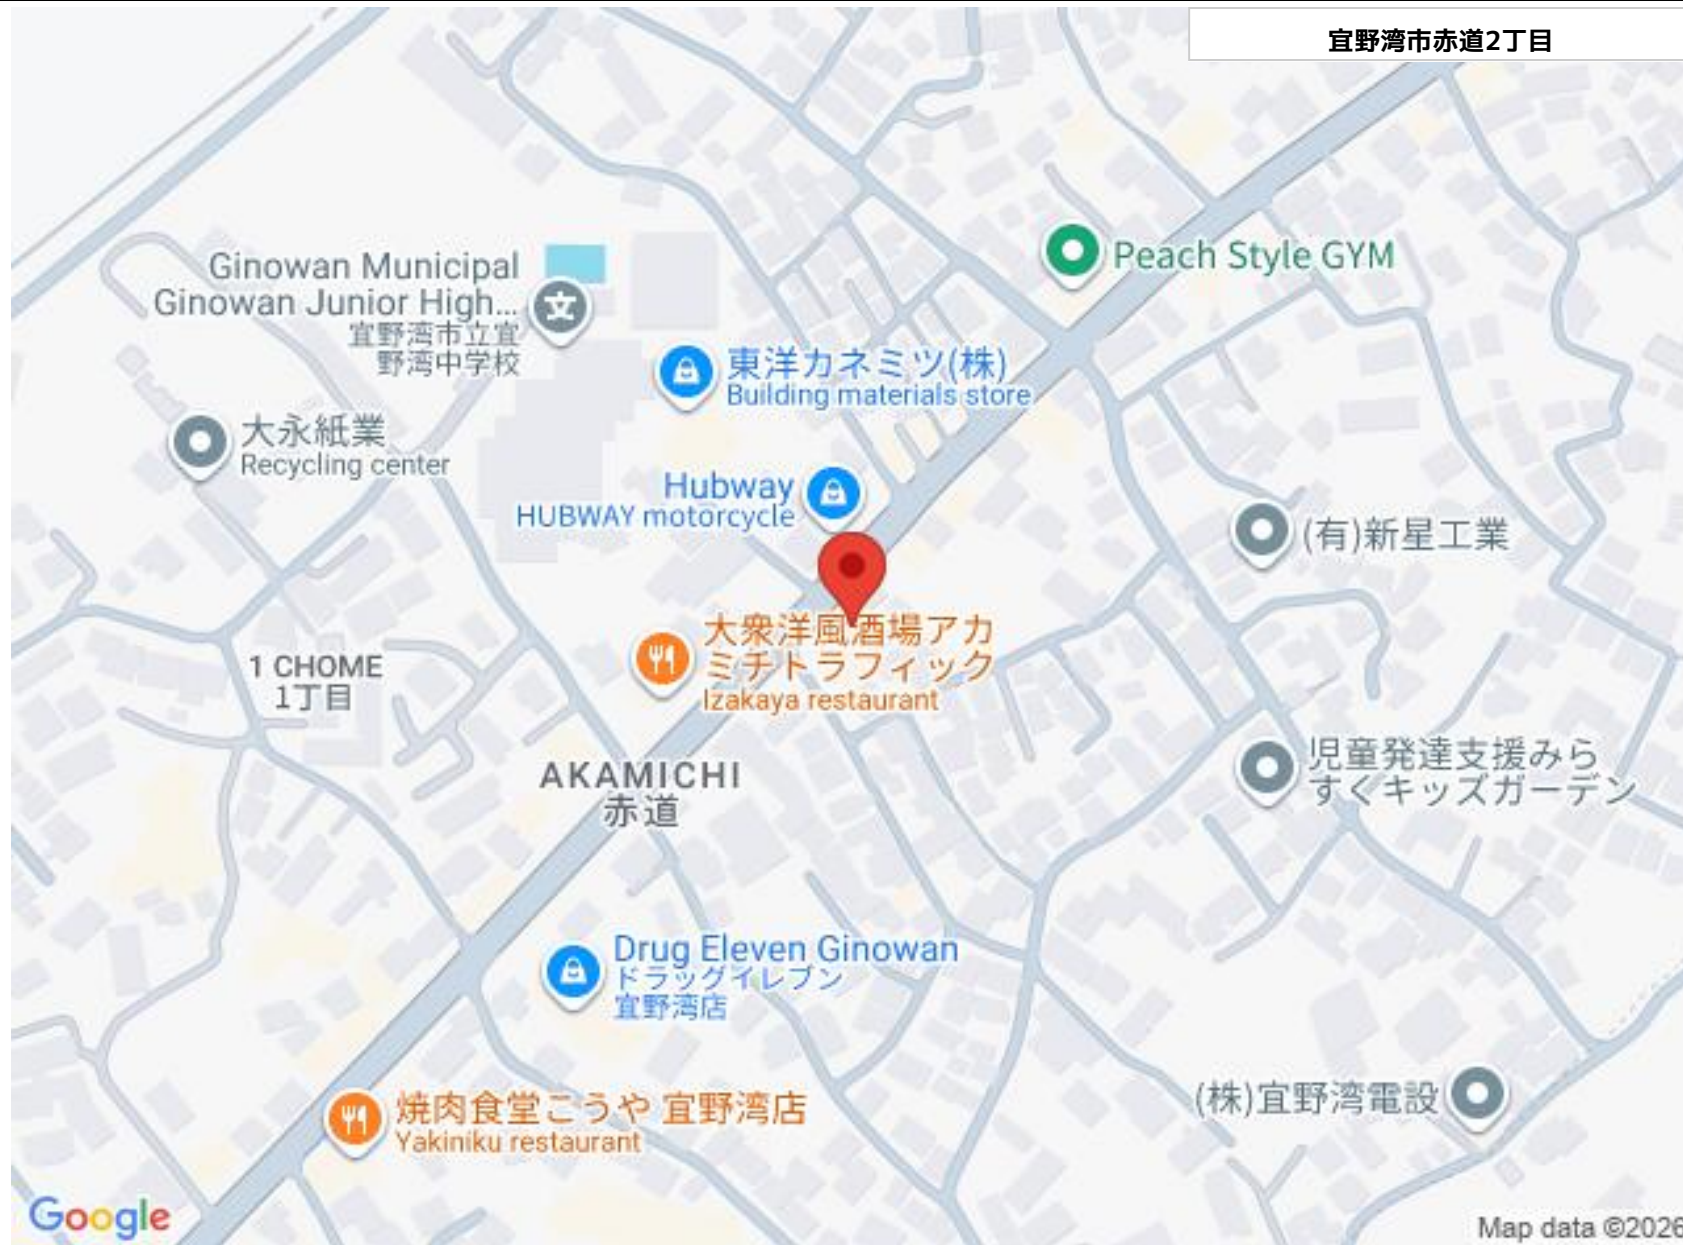 宜野湾市赤道2丁目
Ginowan Municipal
Ginowan Junior High...
宜野湾市立宜
野湾中学校
Peach Style GYM
東洋カネミツ(株)
Building materials store
大永紙業
Recycling center
Hubway
HUBWAY motorcycle
(有)新星工業
大衆洋風酒場アカ
ミチトラフィック
Izakaya restaurant
1 CHOME
1丁目
AKAMICHI
赤道
児童発達支援みら
すくキッズガーデン
Drug Eleven Ginowan
ドラッグイレブン
宜野湾店
焼肉食堂こうや 宜野湾店
Yakiniku restaurant
(株)宜野湾電設
Google
Map data ©2026